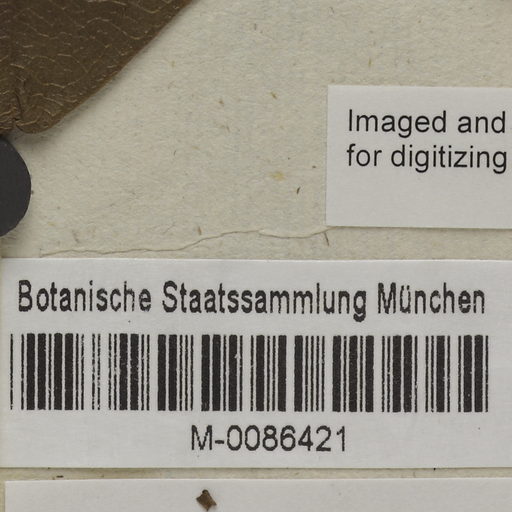 Imaged and
for digitizing
Botanische Staatssammlung München
M-0086421